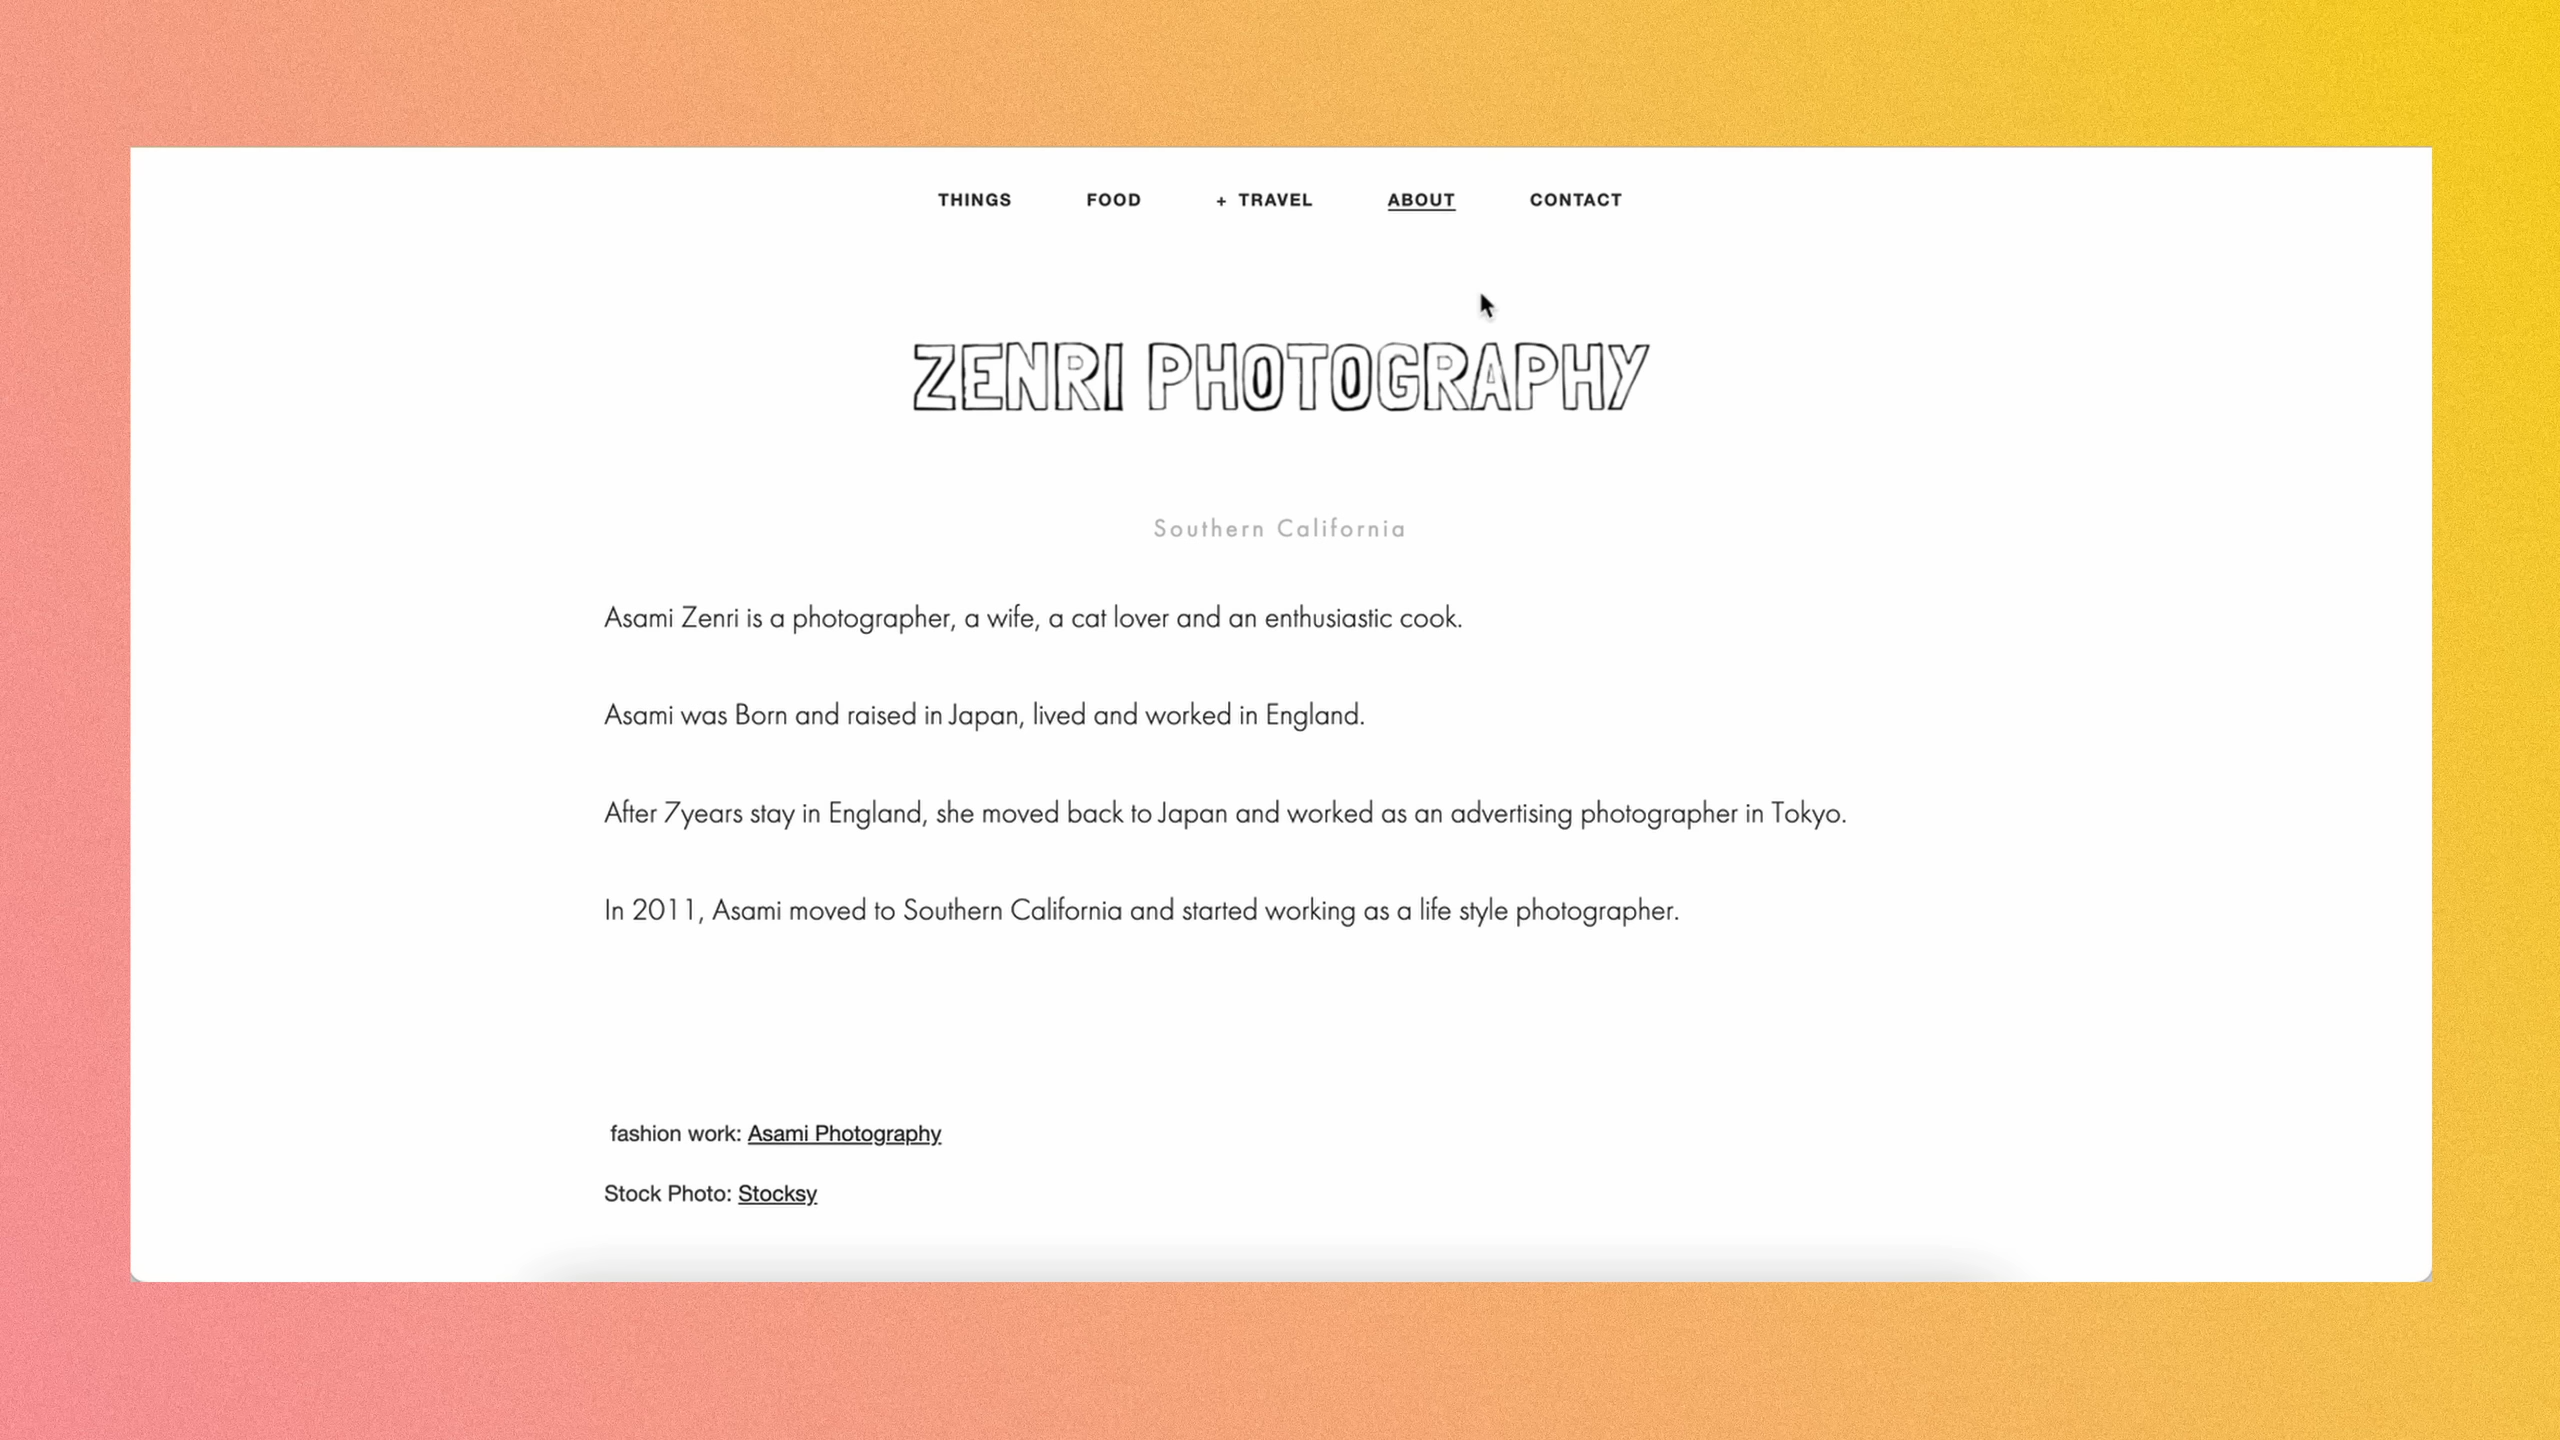 THINGS FOOD + TRAVEL ABOUT CONTACT
ZENRI PHOTOGRAPHY
Southern California
Asami Zenri is a photographer, a wife, a cat lover and an enthusiastic cook.
Asami was Born and raised in Japan, lived and worked in England.
After 7years stay in England, she moved back to Japan and worked as an advertising photographer in Tokyo.
In 2011, Asami moved to Southern California and started working as a life style photographer.
fashion work: Asami Photography
Stock Photo: Stocksy